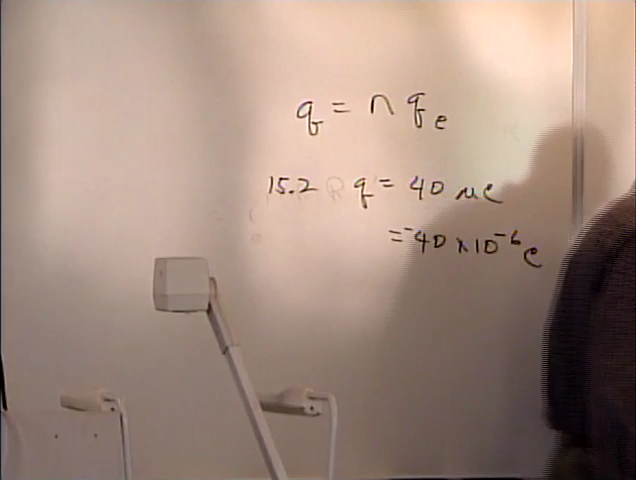 q = n qe
15.2 q = 40 μC
= -40 × 10⁻⁶ C